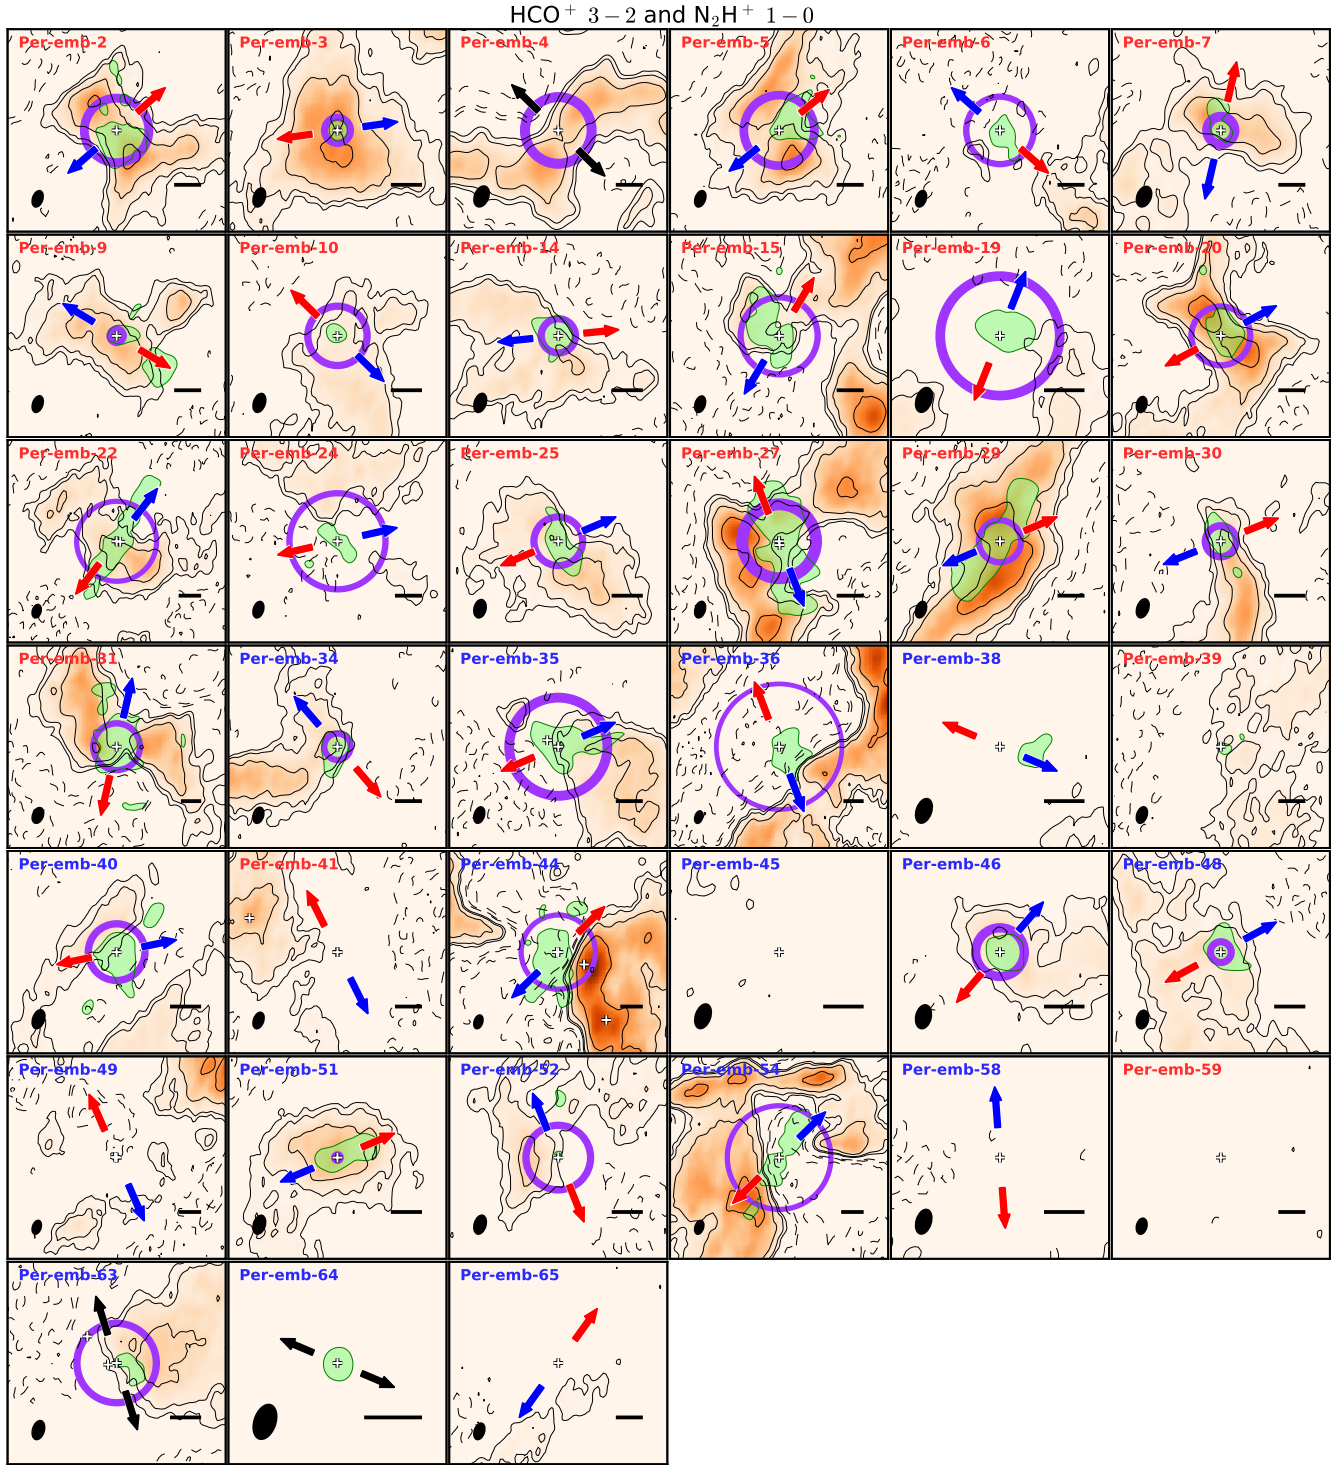 HCO⁺ 3 − 2 and N₂H⁺ 1 − 0
Per-emb-2 Per-emb-3 Per-emb-4 Per-emb-5 Per-emb-6 Per-emb-7
Per-emb-9 Per-emb-10 Per-emb-14 Per-emb-15 Per-emb-19 Per-emb-20
Per-emb-22 Per-emb-24 Per-emb-25 Per-emb-27 Per-emb-29 Per-emb-30
Per-emb-31 Per-emb-34 Per-emb-35 Per-emb-36 Per-emb-38 Per-emb-39
Per-emb-40 Per-emb-41 Per-emb-44 Per-emb-45 Per-emb-46 Per-emb-48
Per-emb-49 Per-emb-51 Per-emb-52 Per-emb-54 Per-emb-58 Per-emb-59
Per-emb-63 Per-emb-64 Per-emb-65